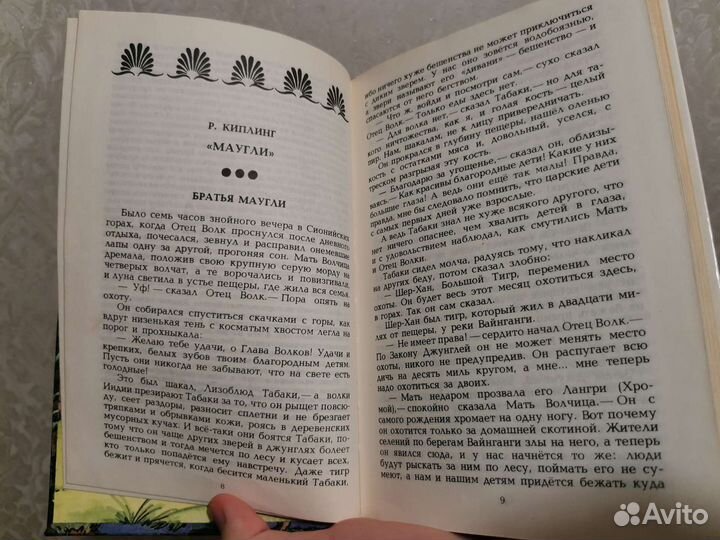 Р. КИПЛИНГ
«МАУГЛИ»
БРАТЬЯ МАУГЛИ
Было семь часов знойного вечера в Сионийских
горах, когда Отец Волк проснулся после дневного
отдыха, почесался, зевнул и расправил онемевшие
лапы одну за другой, прогоняя сон. Мать Волчица
дремала, положив свою крупную серую морду на
четверых волчат, а те ворочались и повизгивали,
и луна светила в устье пещеры, где жила вся семья.
— Уф! — сказал Отец Волк.— Пора опять на
охоту.
Он собирался спуститься скачками с горы, как
вдруг низенькая тень с косматым хвостом легла на
порог и прохныкала:
— Желаю тебе удачи, о Глава Волков! Удачи и
крепких, белых зубов твоим благородным детям.
Пусть они никогда не забывают, что на свете есть
голодные!
Это был шакал, Лизоблюд Табаки,— а волки
Индии презирают Табаки за то, что он рыщет повсю-
ду, сеет раздоры, разносит сплетни и не брезгает
тряпками и обрывками кожи, роясь в деревенских
мусорных кучах. И всё-таки они боятся Табаки, по-
тому что он чаще других зверей в джунглях болеет
бешенством и тогда мечется по лесу и кусает всех,
кто только попадётся ему навстречу. Даже тигр
бежит и прячется, когда бесится маленький Табаки,
8
ибо ничего хуже бешенства не может приключиться
с диким зверем. У нас оно зовётся водобоязнью,
а звери называют его «дивани» — бешенство — и
спасаются от него бегством.
— Что ж, войди и посмотри сам,— сухо сказал
Отец Волк.— Только еды здесь нет.
— Для волка нет,— сказал Табаки,— но для та-
кого ничтожества, как я, и голая кость — целый
пир. Нам, шакалам, не к лицу привередничать.
Он прокрался в глубину пещеры, нашёл оленью
кость с остатками мяса и, довольный, уселся, с
треском разгрызая эту кость.
— Благодарю за угощенье,— сказал он, облизы-
ваясь.— Как красивы благородные дети! Какие у них
большие глаза! А ведь они ещё так малы! Правда,
правда, мне бы следовало помнить, что царские дети
с самых первых дней уже взрослые.
А ведь Табаки знал не хуже всякого другого, что
нет ничего опаснее, чем хвалить детей в глаза,
и с удовольствием наблюдал, как смутились Мать
и Отец Волки.
Табаки сидел молча, радуясь тому, что накликал
на других беду, потом сказал злобно:
— Шер-Хан, Большой Тигр, переменил место
охоты. Он будет весь этот месяц охотиться здесь,
в горах. Так он сам сказал.
Шер-Хан был тигр, который жил в двадцати ми-
лях от пещеры, у реки Вайнганги.
— Не имеет права! — сердито начал Отец Волк.—
По Закону Джунглей он не может менять место
охоты, никого не предупредив. Он распугает всю
дичь на десять миль кругом, а мне... мне теперь
надо охотиться за двоих.
— Мать недаром прозвала его Лангри (Хро-
мой),— спокойно сказала Мать Волчица.— Он с
самого рождения хромает на одну ногу. Вот почему
он охотится только за домашней скотиной. Жители
селений по берегам Вайнганги злы на него, а теперь
он явился сюда, и у нас начнётся то же: люди
будут рыскать за ним по лесу, поймать его не су-
меют, а нам и нашим детям придётся бежать куда
9
Avito